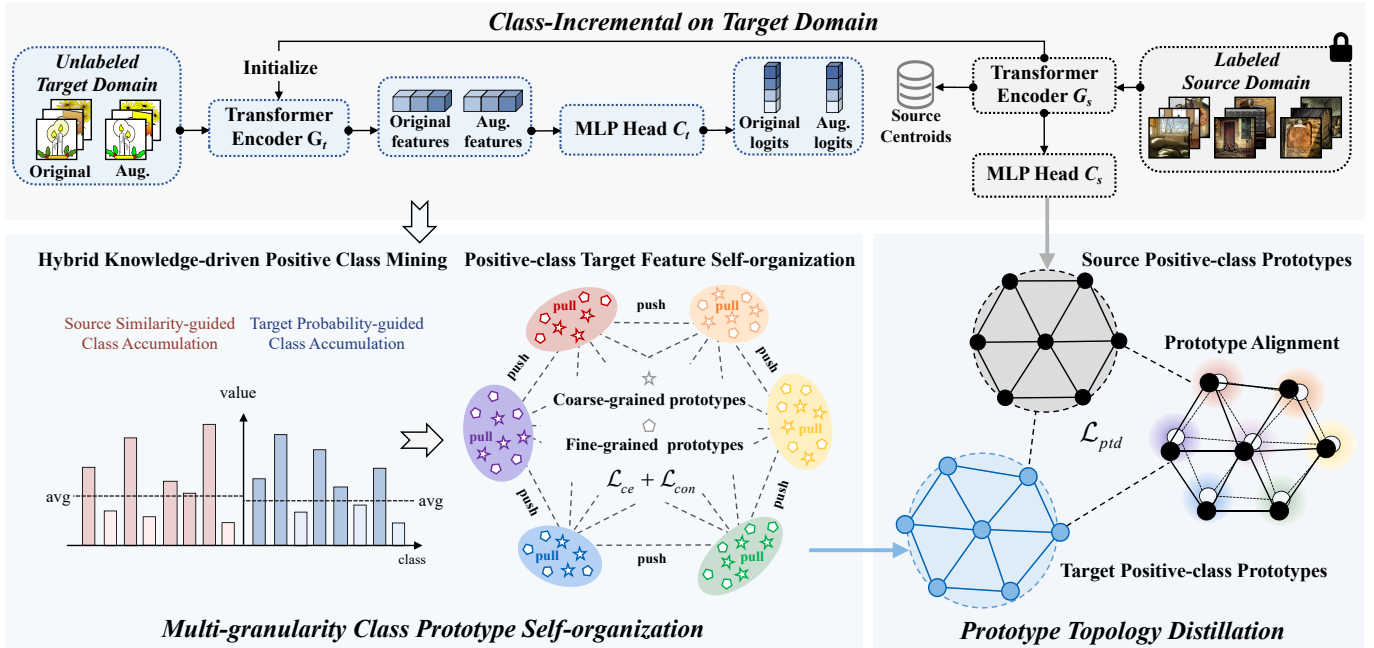 Class-Incremental on Target Domain
Unlabeled
Target Domain
Original
Aug.
Initialize
Transformer
Encoder G_t
Original
features
Aug.
features
MLP Head C_t
Original
logits
Aug.
logits
Source
Centroids
Transformer
Encoder G_s
MLP Head C_s
Labeled
Source Domain
Hybrid Knowledge-driven Positive Class Mining
Source Similarity-guided
Class Accumulation
Target Probability-guided
Class Accumulation
value
avg
avg
class
Positive-class Target Feature Self-organization
pull
push
pull
push
push
pull
Coarse-grained prototypes
Fine-grained prototypes
pull
L_ce + L_con
push
push
pull
push
pull
Multi-granularity Class Prototype Self-organization
Source Positive-class Prototypes
Prototype Alignment
L_ptd
Target Positive-class Prototypes
Prototype Topology Distillation